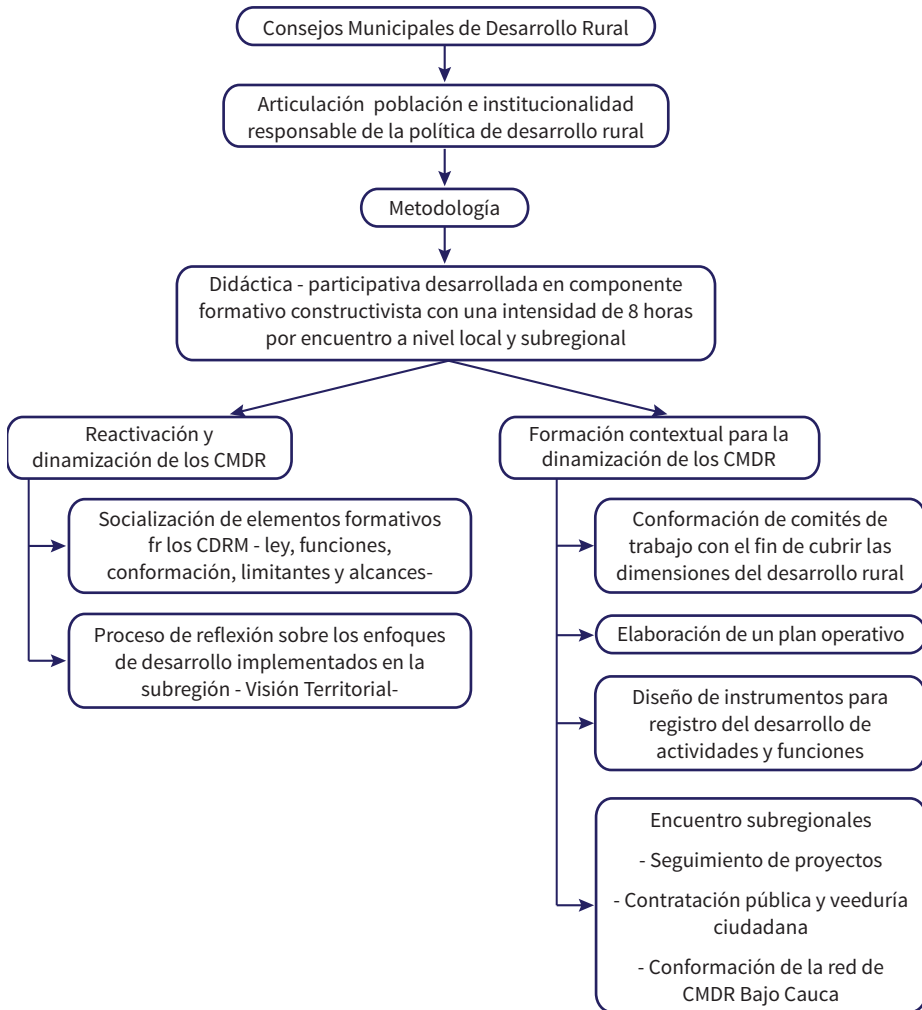 Consejos Municipales de Desarrollo Rural
Articulación población e institucionalidad
responsable de la política de desarrollo rural
Metodología
Didáctica - participativa desarrollada en componente
formativo constructivista con una intensidad de 8 horas
por encuentro a nivel local y subregional
Reactivación y
dinamización de los CMDR
Socialización de elementos formativos
fr los CDRM - ley, funciones,
conformación, limitantes y alcances-
Proceso de reflexión sobre los enfoques
de desarrollo implementados en la
subregión - Visión Territorial-
Formación contextual para la
dinamización de los CMDR
Conformación de comités de
trabajo con el fin de cubrir las
dimensiones del desarrollo rural
Elaboración de un plan operativo
Diseño de instrumentos para
registro del desarrollo de
actividades y funciones
Encuentro subregionales
- Seguimiento de proyectos
- Contratación pública y veeduría
ciudadana
- Conformación de la red de
CMDR Bajo Cauca